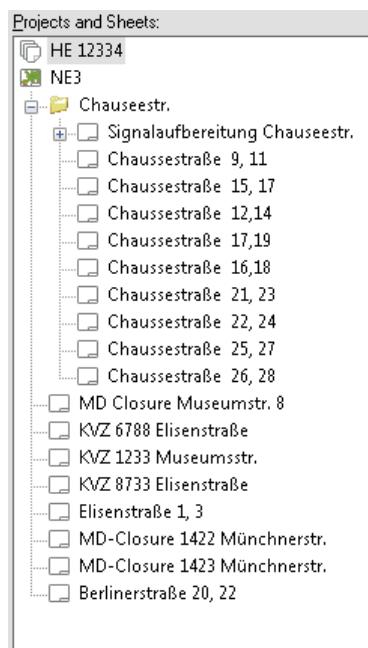 Projects and Sheets:
HE 12334
NE3
Chauseestr.
Signalaufbereitung Chauseestr.
Chaussestraße 9, 11
Chaussestraße 15, 17
Chaussestraße 12,14
Chaussestraße 17,19
Chaussestraße 16,18
Chaussestraße 21, 23
Chaussestraße 22, 24
Chaussestraße 25, 27
Chaussestraße 26, 28
MD Closure Museumstr. 8
KVZ 6788 Elisenstraße
KVZ 1233 Museumsstr.
KVZ 8733 Elisenstraße
Elisenstraße 1, 3
MD-Closure 1422 Münchnerstr.
MD-Closure 1423 Münchnerstr.
Berlinerstraße 20, 22